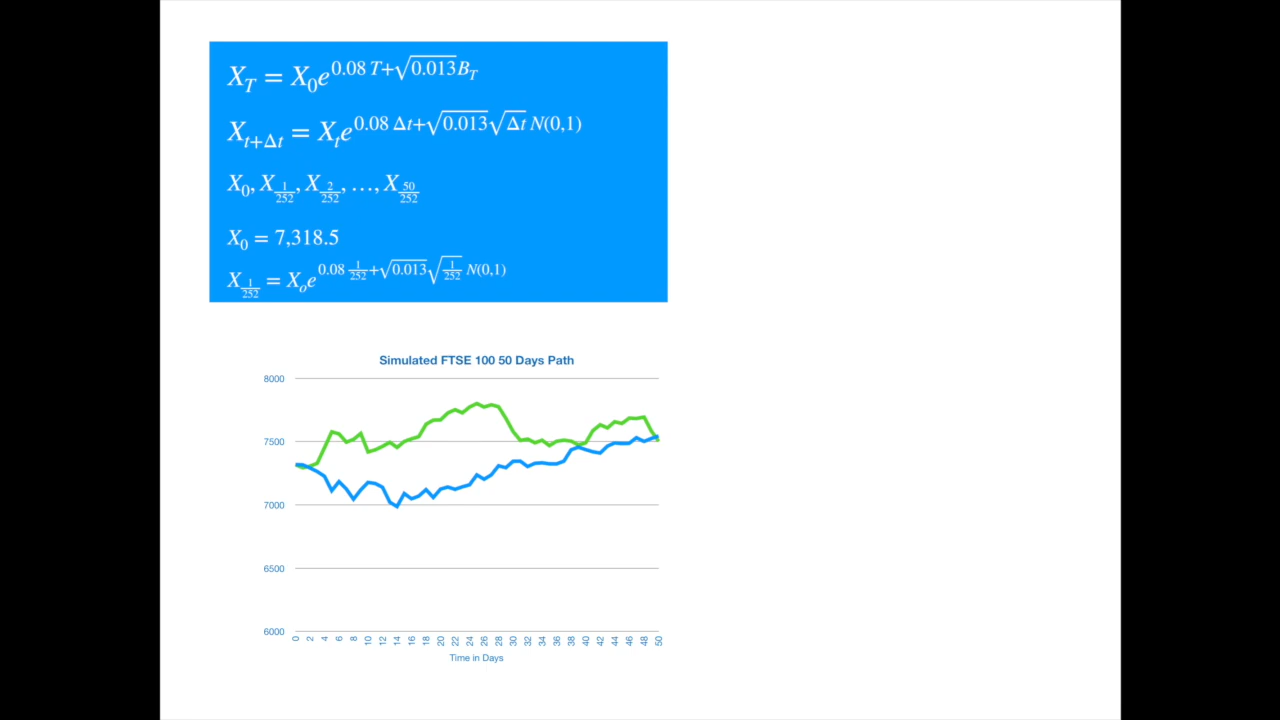 X_T = X_0e^{0.08 T+√0.013B_T}
X_{t+Δt} = X_te^{0.08 Δt+√0.013√Δt N(0,1)}
X_0, X_{1/252}, X_{2/252}, …, X_{50/252}
X_0 = 7,318.5
X_{1/252} = X_oe^{0.08 1/252+√0.013√(1/252) N(0,1)}
Simulated FTSE 100 50 Days Path
8000
7500
7000
6500
6000
0 2 4 6 8 10 12 14 16 18 20 22 24 26 28 30 32 34 36 38 40 42 44 46 48 50
Time in Days